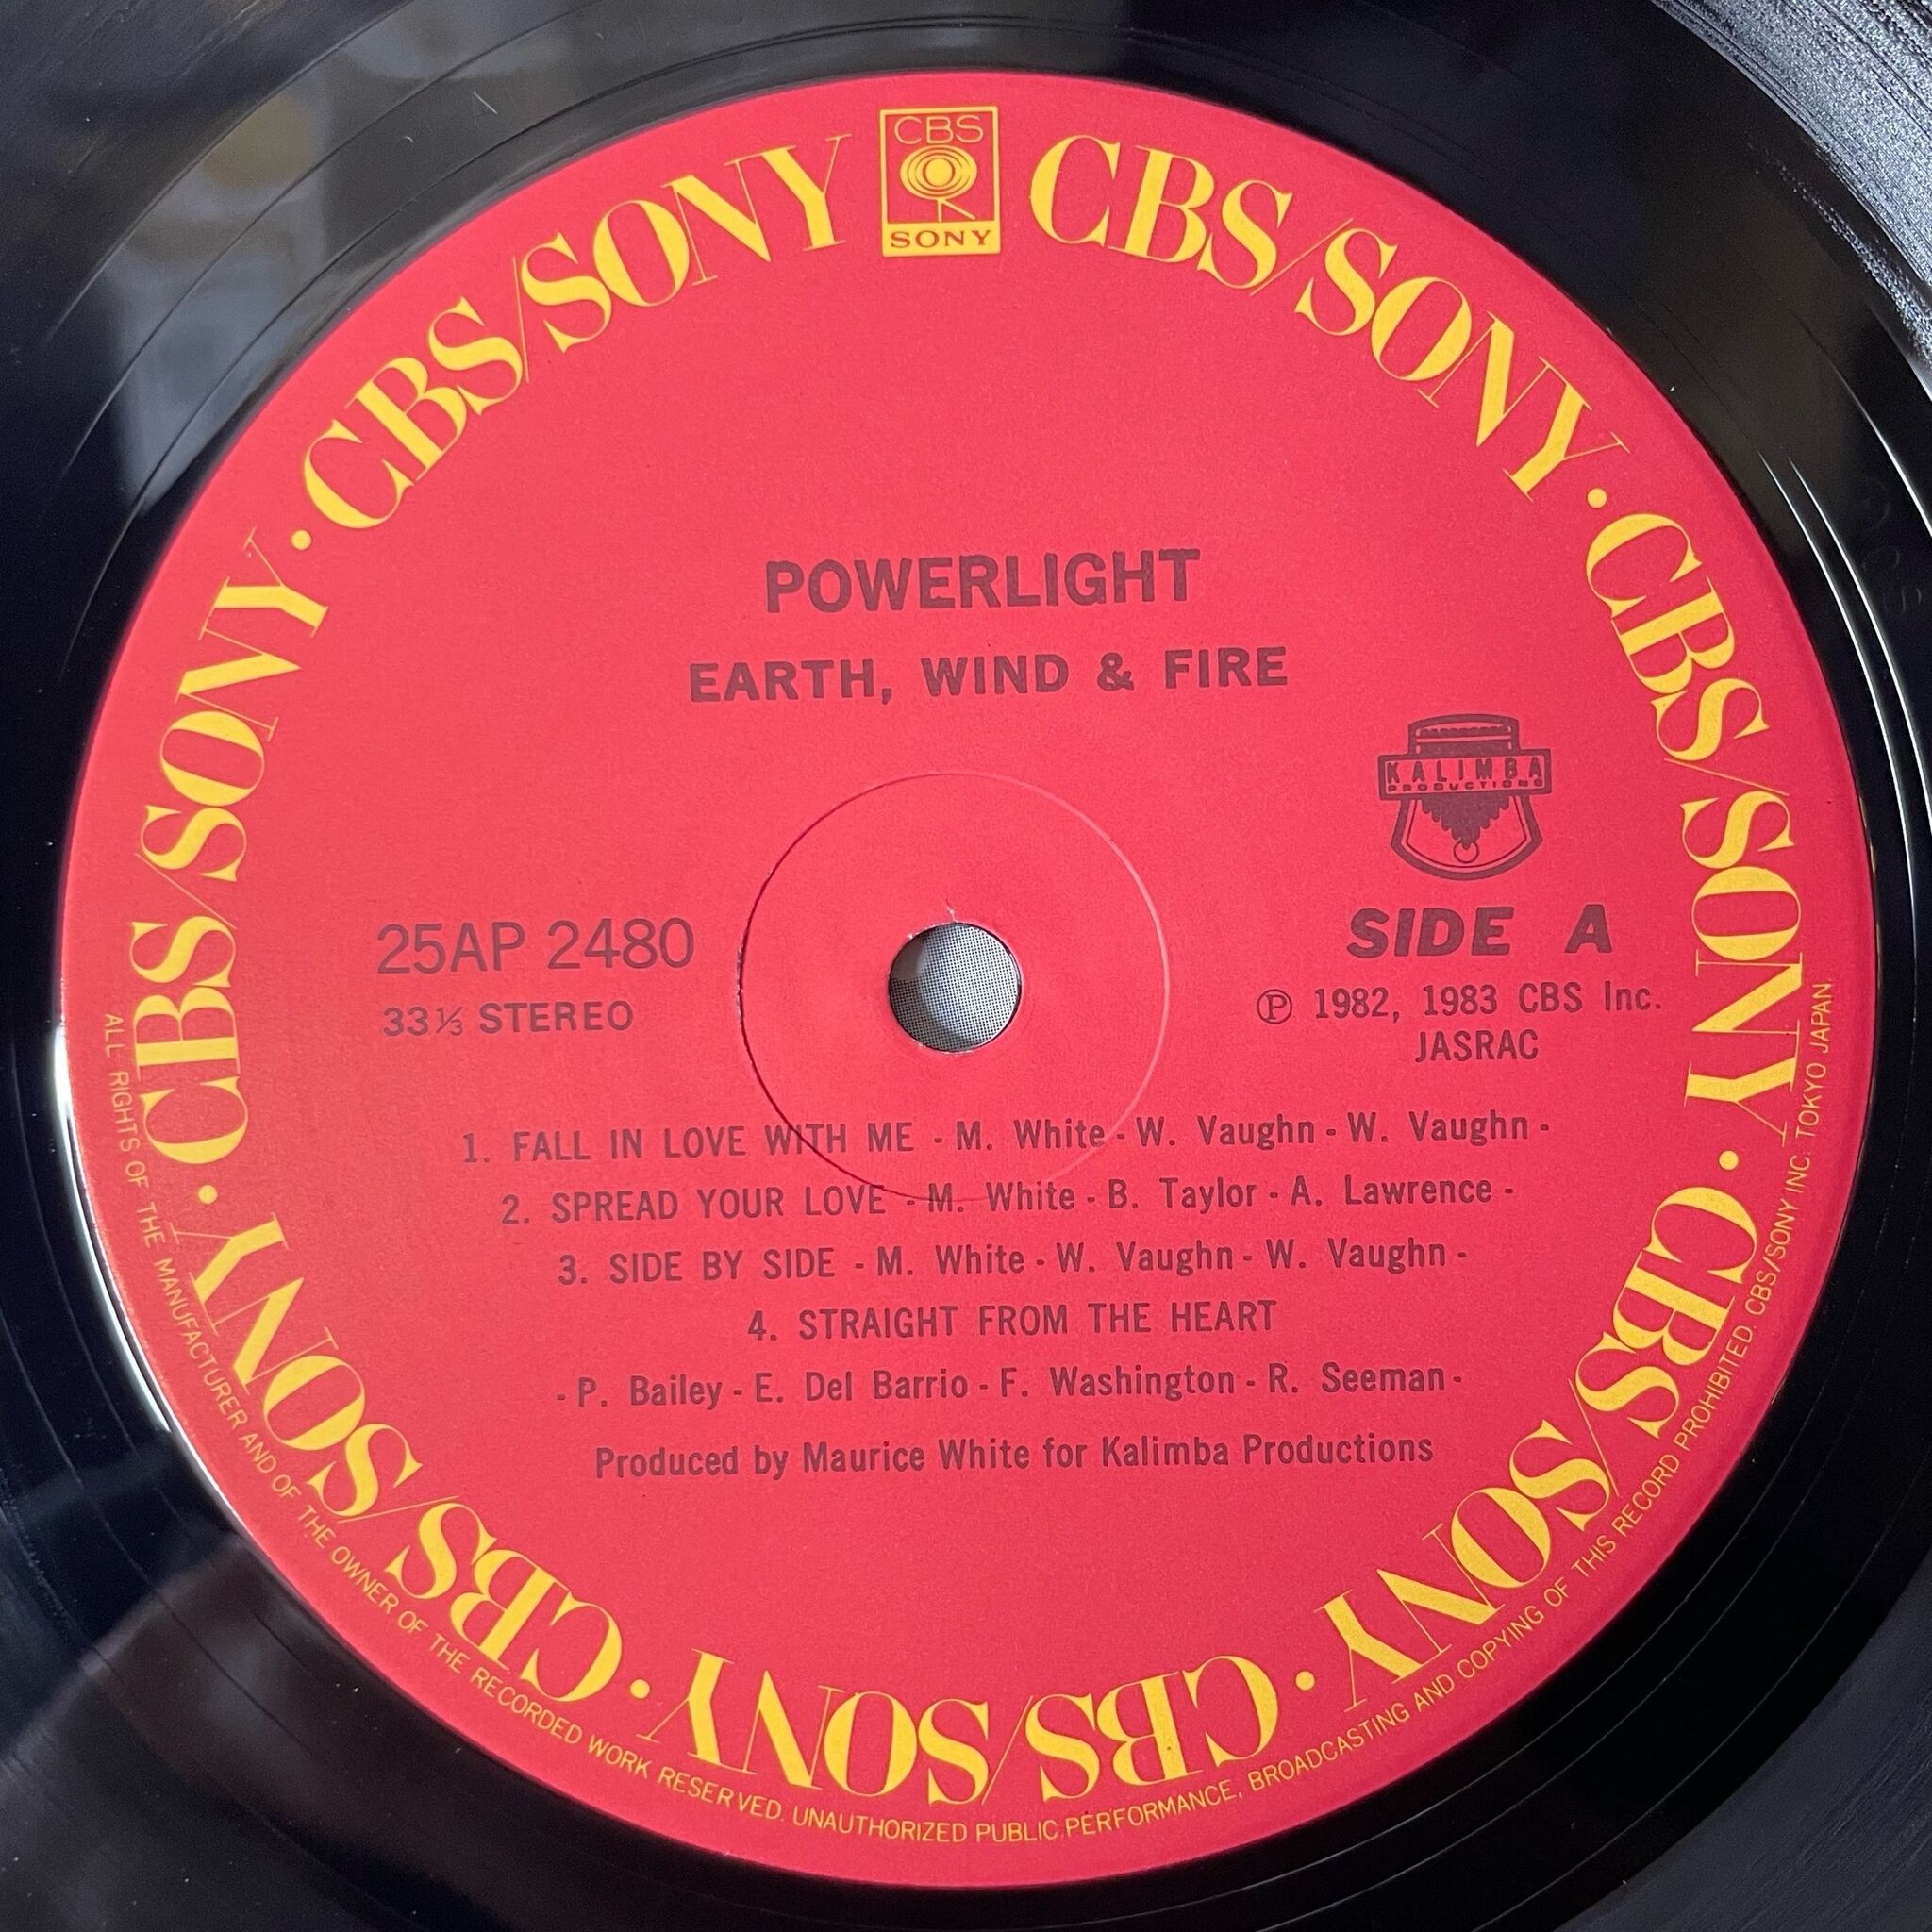 CBS
SONY
CBS/SONY · CBS/SONY · CBS/SONY · CBS/SONY · CBS/SONY · CBS/SONY · CBS/SONY
POWERLIGHT
EARTH, WIND & FIRE
KALIMBA
PRODUCTIONS
25AP 2480
33⅓ STEREO
SIDE A
Ⓟ 1982, 1983 CBS Inc.
JASRAC
1. FALL IN LOVE WITH ME - M. White - W. Vaughn - W. Vaughn -
2. SPREAD YOUR LOVE - M. White - B. Taylor - A. Lawrence -
3. SIDE BY SIDE - M. White - W. Vaughn - W. Vaughn -
4. STRAIGHT FROM THE HEART
- P. Bailey - E. Del Barrio - F. Washington - R. Seeman -
Produced by Maurice White for Kalimba Productions
ALL RIGHTS OF THE MANUFACTURER AND OF THE OWNER OF THE RECORDED WORK RESERVED. UNAUTHORIZED PUBLIC PERFORMANCE, BROADCASTING AND COPYING OF THIS RECORD PROHIBITED. CBS/SONY INC. TOKYO JAPAN.